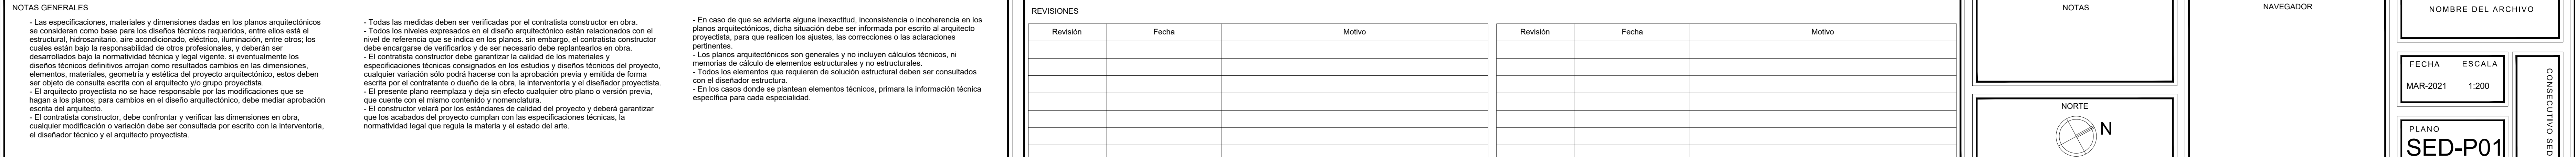 NOTAS GENERALES
- Las especificaciones, materiales y dimensiones dadas en los planos arquitectónicos
se consideran como base para los diseños técnicos requeridos, entre ellos está el
estructural, hidrosanitario, aire acondicionado, eléctrico, iluminación, entre otros; los
cuales están bajo la responsabilidad de otros profesionales, y deberán ser
desarrollados bajo la normatividad técnica y legal vigente. si eventualmente los
diseños técnicos definitivos arrojan como resultados cambios en las dimensiones,
elementos, materiales, geometría y estética del proyecto arquitectónico, estos deben
ser objeto de consulta escrita con el arquitecto y/o grupo proyectista.
- El arquitecto proyectista no se hace responsable por las modificaciones que se
hagan a los planos; para cambios en el diseño arquitectónico, debe mediar aprobación
escrita del arquitecto.
- El contratista constructor, debe confrontar y verificar las dimensiones en obra,
cualquier modificación o variación debe ser consultada por escrito con la interventoría,
el diseñador técnico y el arquitecto proyectista.
- Todas las medidas deben ser verificadas por el contratista constructor en obra.
- Todos los niveles expresados en el diseño arquitectónico están relacionados con el
nivel de referencia que se indica en los planos. sin embargo, el contratista constructor
debe encargarse de verificarlos y de ser necesario debe replantearlos en obra.
- El contratista constructor debe garantizar la calidad de los materiales y
especificaciones técnicas consignados en los estudios y diseños técnicos del proyecto,
cualquier variación sólo podrá hacerse con la aprobación previa y emitida de forma
escrita por el contratante o dueño de la obra, la interventoría y el diseñador proyectista.
- El presente plano reemplaza y deja sin efecto cualquier otro plano o versión previa,
que cuente con el mismo contenido y nomenclatura.
- El constructor velará por los estándares de calidad del proyecto y deberá garantizar
que los acabados del proyecto cumplan con las especificaciones técnicas, la
normatividad legal que regula la materia y el estado del arte.
- En caso de que se advierta alguna inexactitud, inconsistencia o incoherencia en los
planos arquitectónicos, dicha situación debe ser informada por escrito al arquitecto
proyectista, para que realicen los ajustes, las correcciones o las aclaraciones
pertinentes.
- Los planos arquitectónicos son generales y no incluyen cálculos técnicos, ni
memorias de cálculo de elementos estructurales y no estructurales.
- Todos los elementos que requieren de solución estructural deben ser consultados
con el diseñador estructura.
- En los casos donde se plantean elementos técnicos, primara la información técnica
específica para cada especialidad.
REVISIONES
Revisión Fecha Motivo Revisión Fecha Motivo
NOTAS
NORTE
N
NAVEGADOR
NOMBRE DEL ARCHIVO
FECHA ESCALA
MAR-2021 1:200
PLANO
SED-P01
CONSECUTIVO SED